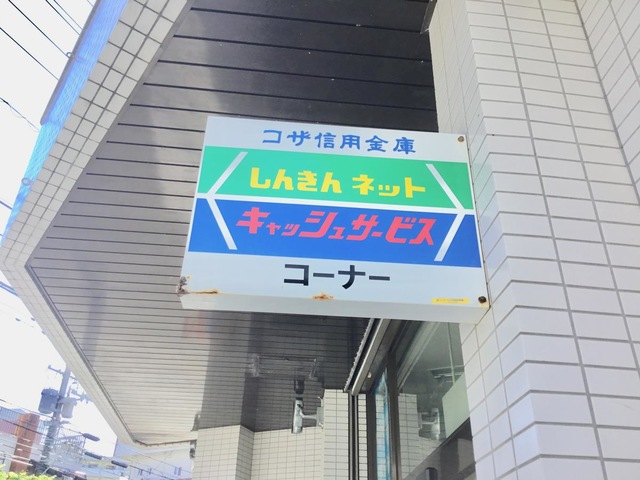 コザ信用金庫
しんきんネット
キャッシュサービス
コーナー